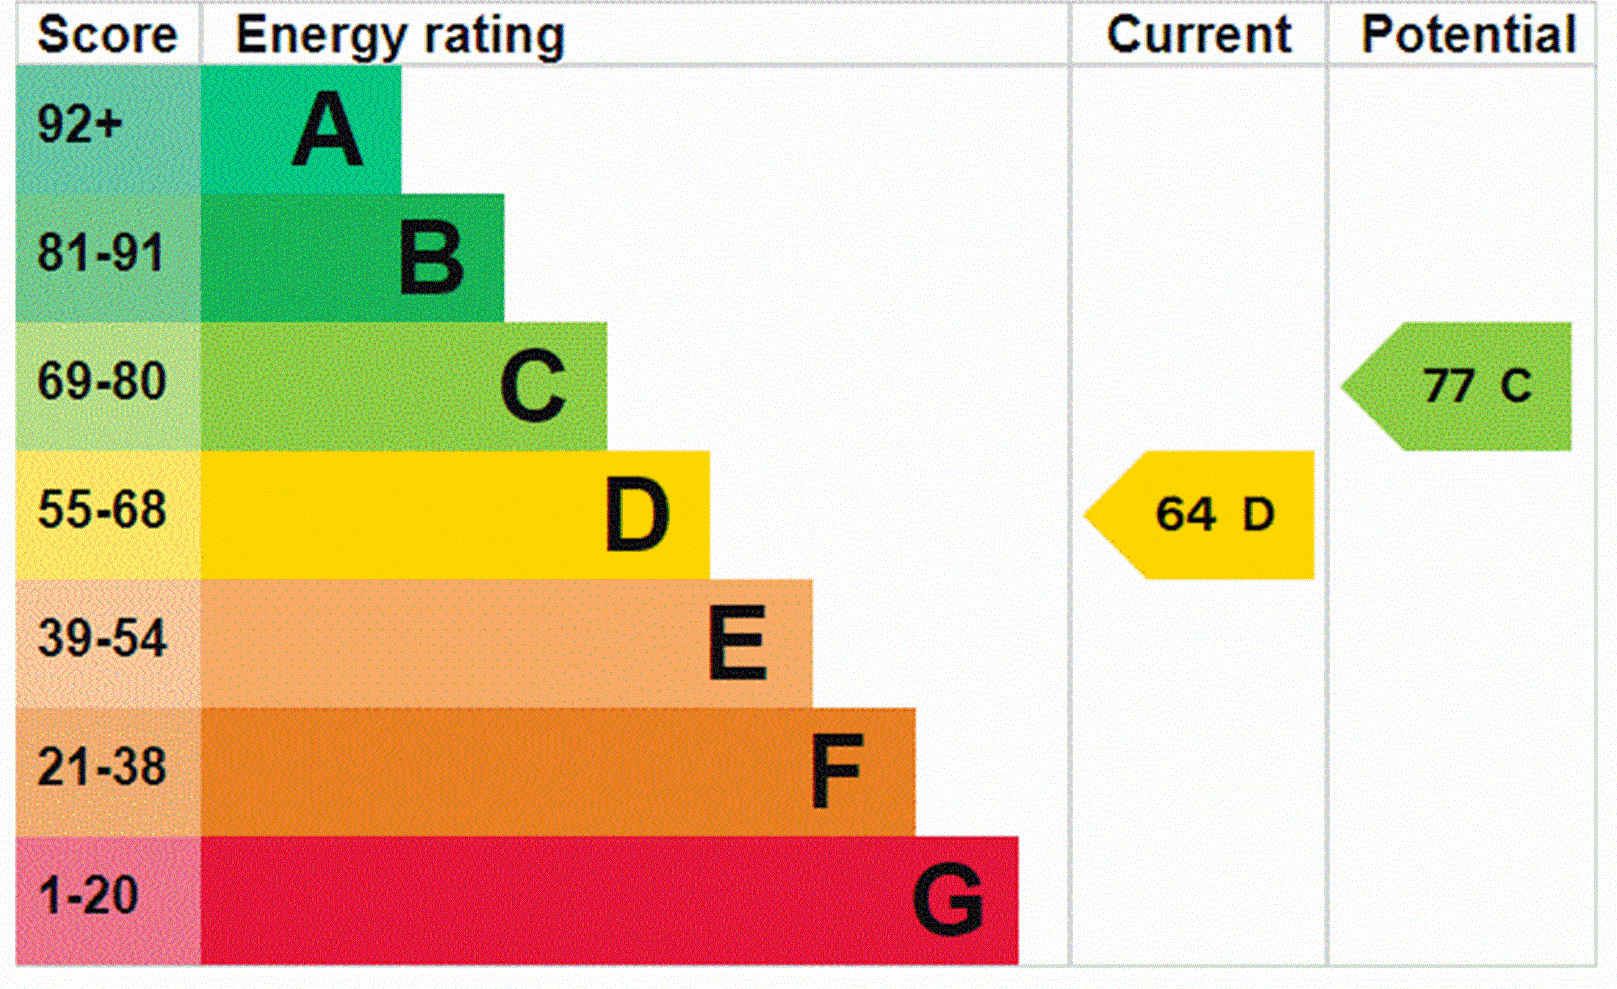 Score Energy rating Current Potential
92+ A
81-91 B
69-80 C 77 C
55-68 D 64 D
39-54 E
21-38 F
1-20 G